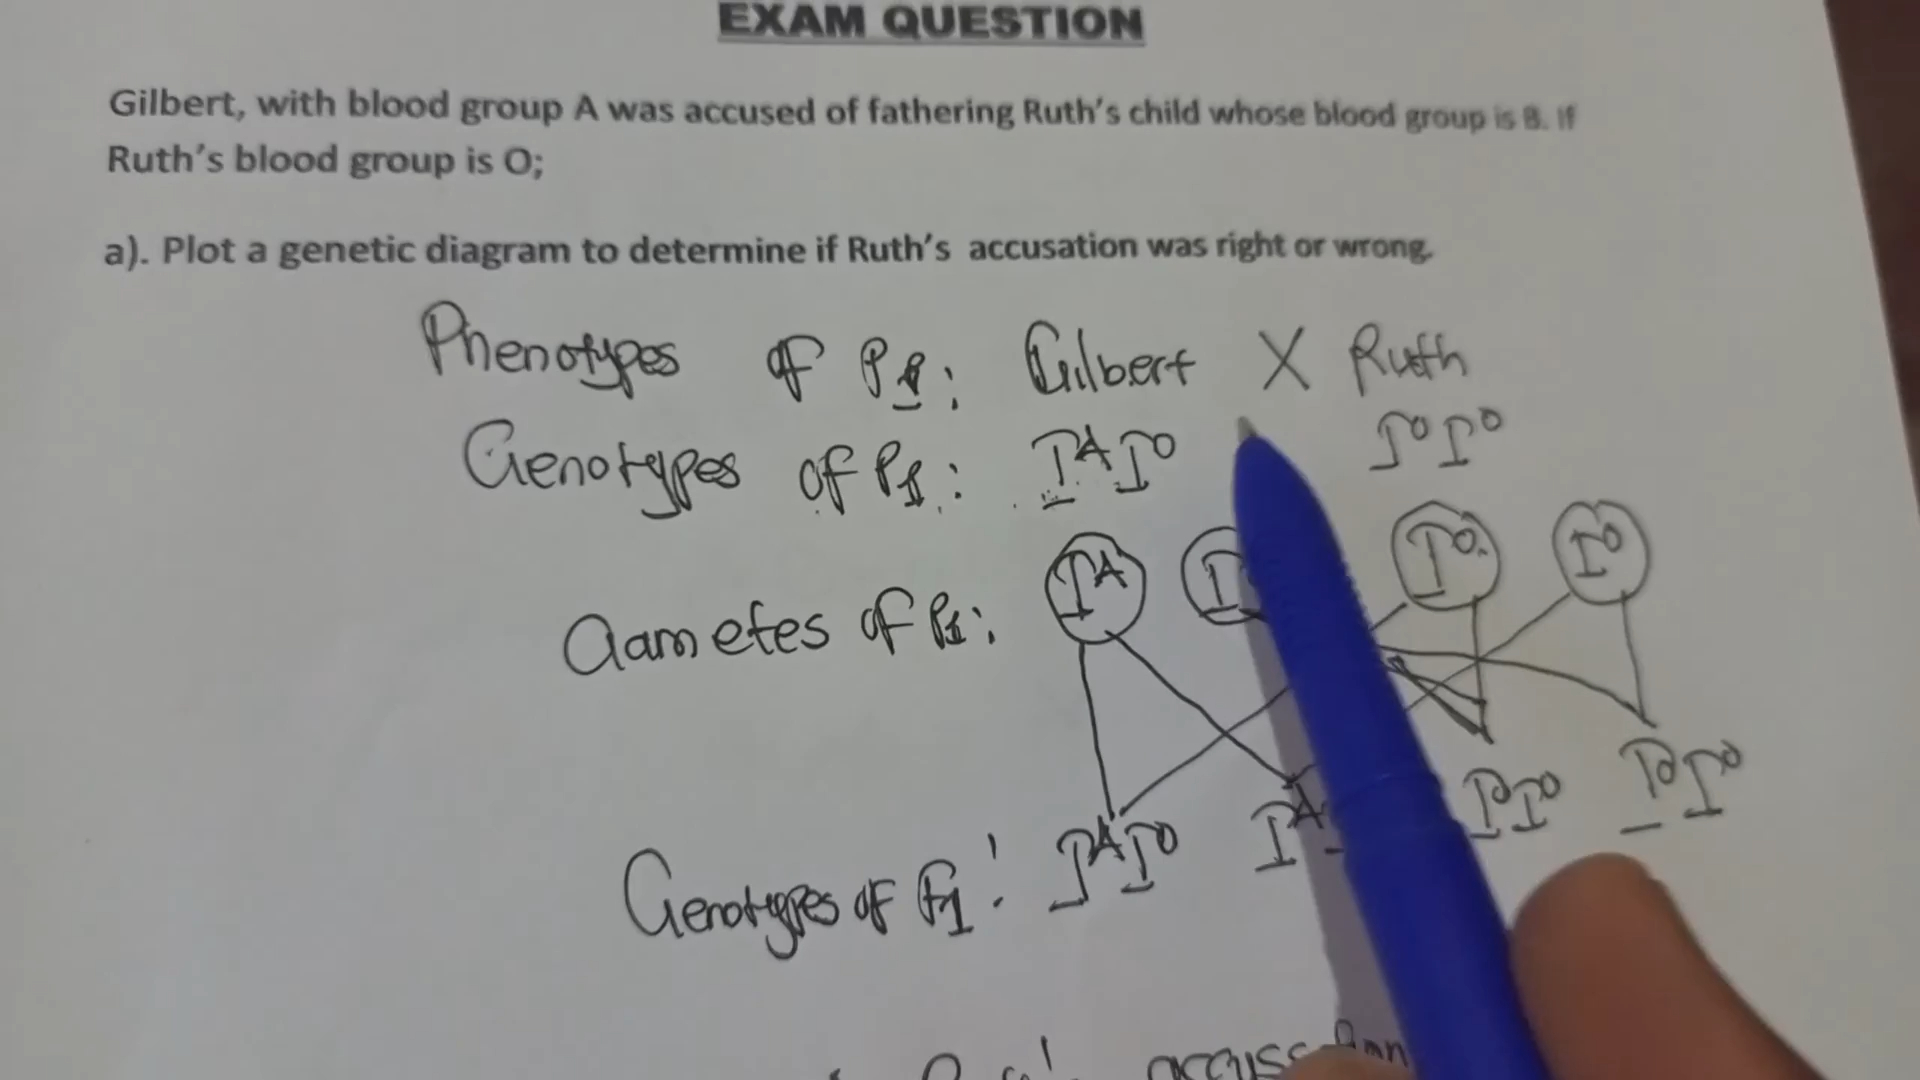 EXAM QUESTION
Gilbert, with blood group A was accused of fathering Ruth's child whose blood group is B. If
Ruth's blood group is O;
a). Plot a genetic diagram to determine if Ruth's accusation was right or wrong.
Phenotypes of P1: Gilbert X Ruth
Genotypes of P1: IAIO IOIO
Gametes of P1: IA I IO IO
Genotypes of F1: IAIO IA IOIO IOIO